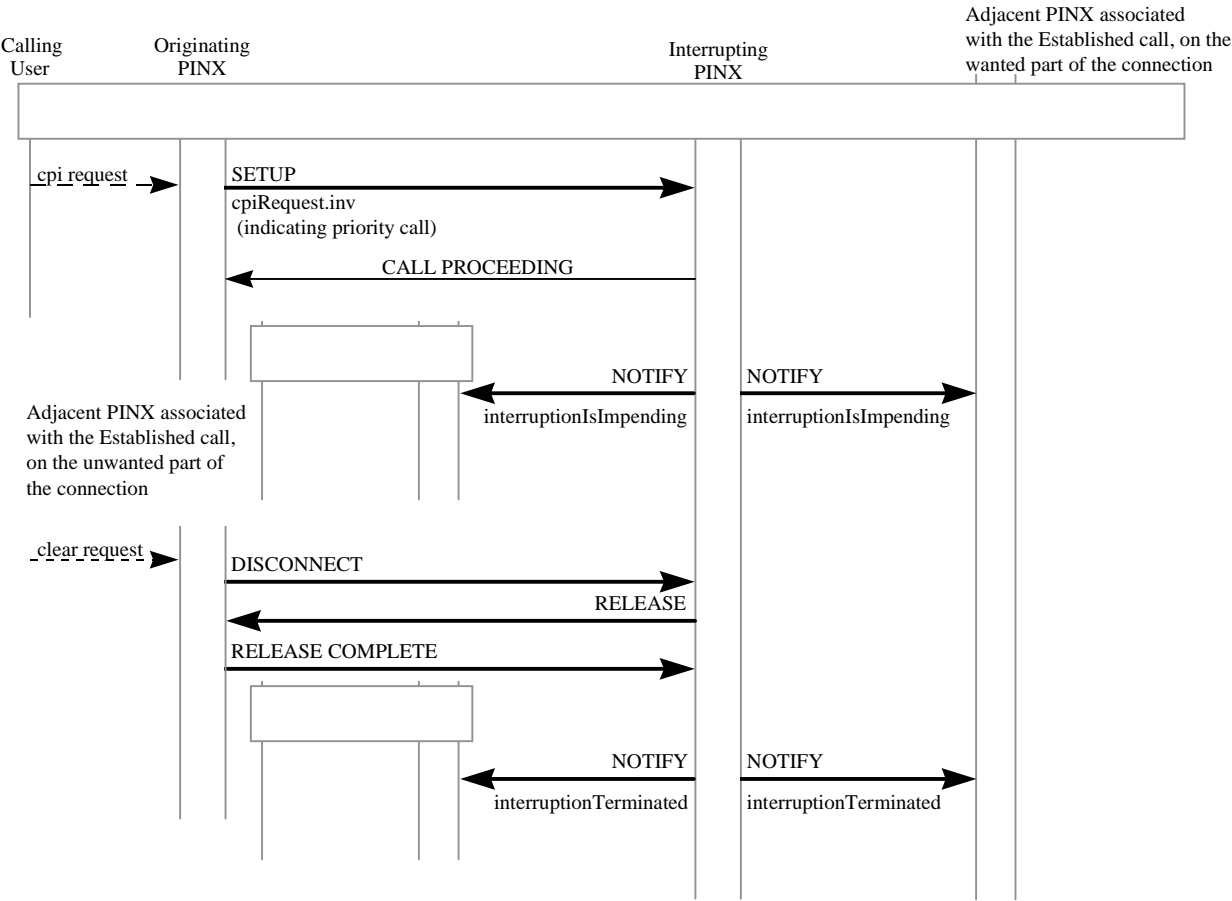 Calling
User
Originating
PINX
Interrupting
PINX
Adjacent PINX associated
with the Established call, on the
wanted part of the connection
cpi request
SETUP
cpiRequest.inv
(indicating priority call)
CALL PROCEEDING
NOTIFY
NOTIFY
interruptionIsImpending
interruptionIsImpending
Adjacent PINX associated
with the Established call,
on the unwanted part of
the connection
clear request
DISCONNECT
RELEASE
RELEASE COMPLETE
NOTIFY
NOTIFY
interruptionTerminated
interruptionTerminated